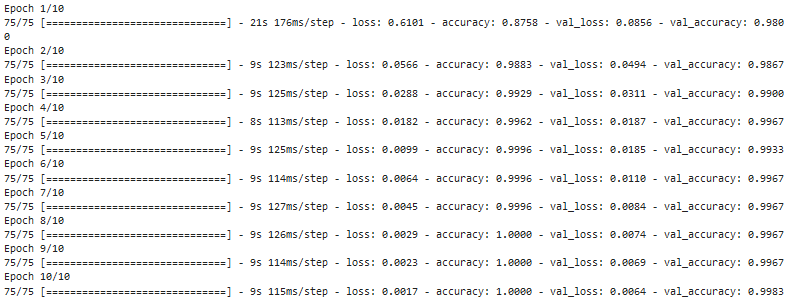 Epoch 1/10
75/75 [==============================] - 21s 176ms/step - loss: 0.6101 - accuracy: 0.8758 - val_loss: 0.0856 - val_accuracy: 0.980
0
Epoch 2/10
75/75 [==============================] - 9s 123ms/step - loss: 0.0566 - accuracy: 0.9883 - val_loss: 0.0494 - val_accuracy: 0.9867
Epoch 3/10
75/75 [==============================] - 9s 125ms/step - loss: 0.0288 - accuracy: 0.9929 - val_loss: 0.0311 - val_accuracy: 0.9900
Epoch 4/10
75/75 [==============================] - 8s 113ms/step - loss: 0.0182 - accuracy: 0.9962 - val_loss: 0.0187 - val_accuracy: 0.9967
Epoch 5/10
75/75 [==============================] - 9s 125ms/step - loss: 0.0099 - accuracy: 0.9996 - val_loss: 0.0185 - val_accuracy: 0.9933
Epoch 6/10
75/75 [==============================] - 9s 114ms/step - loss: 0.0064 - accuracy: 0.9996 - val_loss: 0.0110 - val_accuracy: 0.9967
Epoch 7/10
75/75 [==============================] - 9s 127ms/step - loss: 0.0045 - accuracy: 0.9996 - val_loss: 0.0084 - val_accuracy: 0.9967
Epoch 8/10
75/75 [==============================] - 9s 126ms/step - loss: 0.0029 - accuracy: 1.0000 - val_loss: 0.0074 - val_accuracy: 0.9967
Epoch 9/10
75/75 [==============================] - 9s 114ms/step - loss: 0.0023 - accuracy: 1.0000 - val_loss: 0.0069 - val_accuracy: 0.9967
Epoch 10/10
75/75 [==============================] - 9s 115ms/step - loss: 0.0017 - accuracy: 1.0000 - val_loss: 0.0064 - val_accuracy: 0.9983